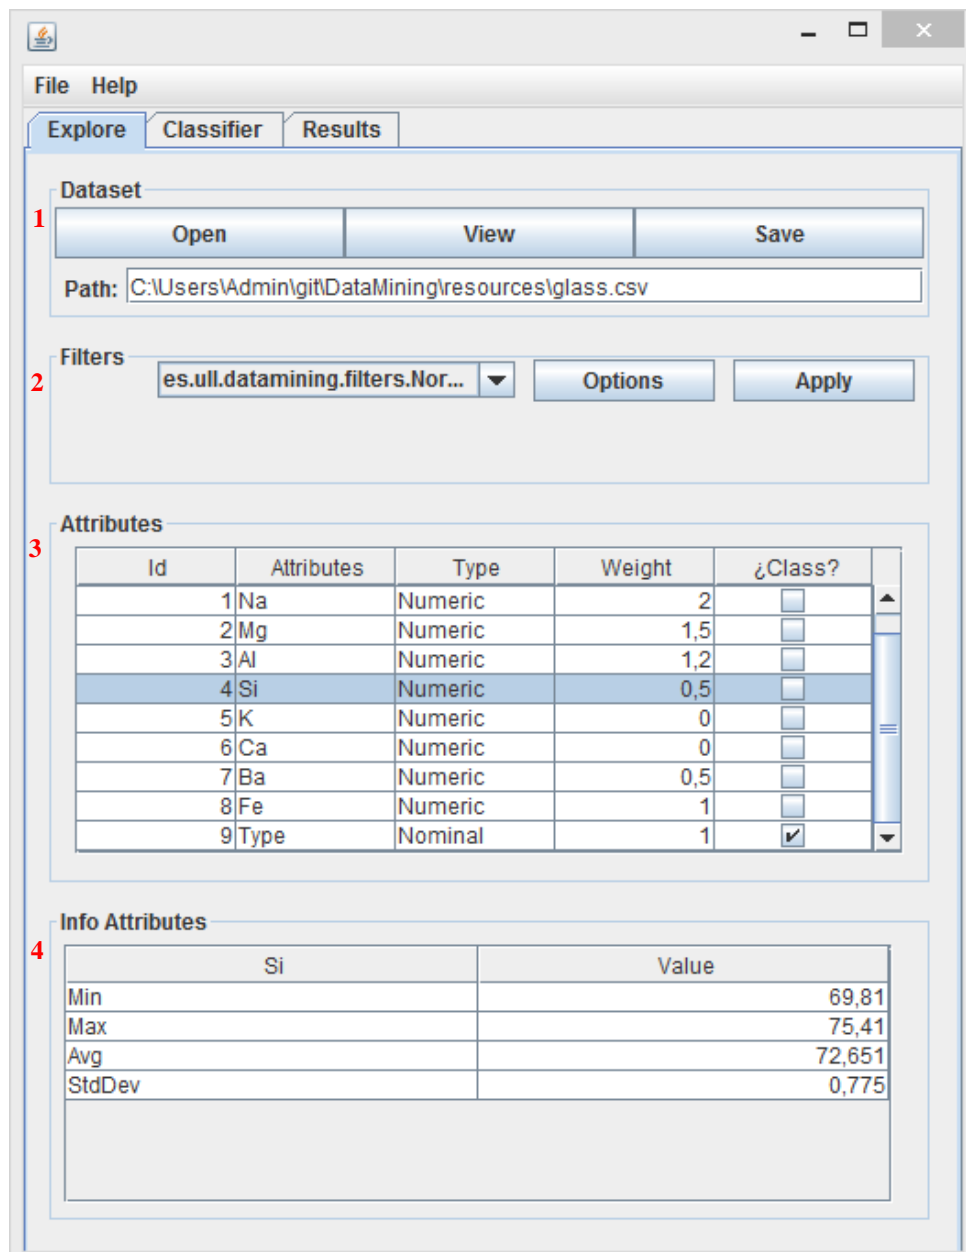 File Help
Explore Classifier Results
Dataset
1
Open View Save
Path: C:\Users\Admin\git\DataMining\resources\glass.csv
Filters
2
es.ull.datamining.filters.Nor... Options Apply
Attributes
3
Id Attributes Type Weight ¿Class?
1 Na Numeric 2
2 Mg Numeric 1,5
3 Al Numeric 1,2
4 Si Numeric 0,5
5 K Numeric 0
6 Ca Numeric 0
7 Ba Numeric 0,5
8 Fe Numeric 1
9 Type Nominal 1
Info Attributes
4
Si Value
Min 69,81
Max 75,41
Avg 72,651
StdDev 0,775